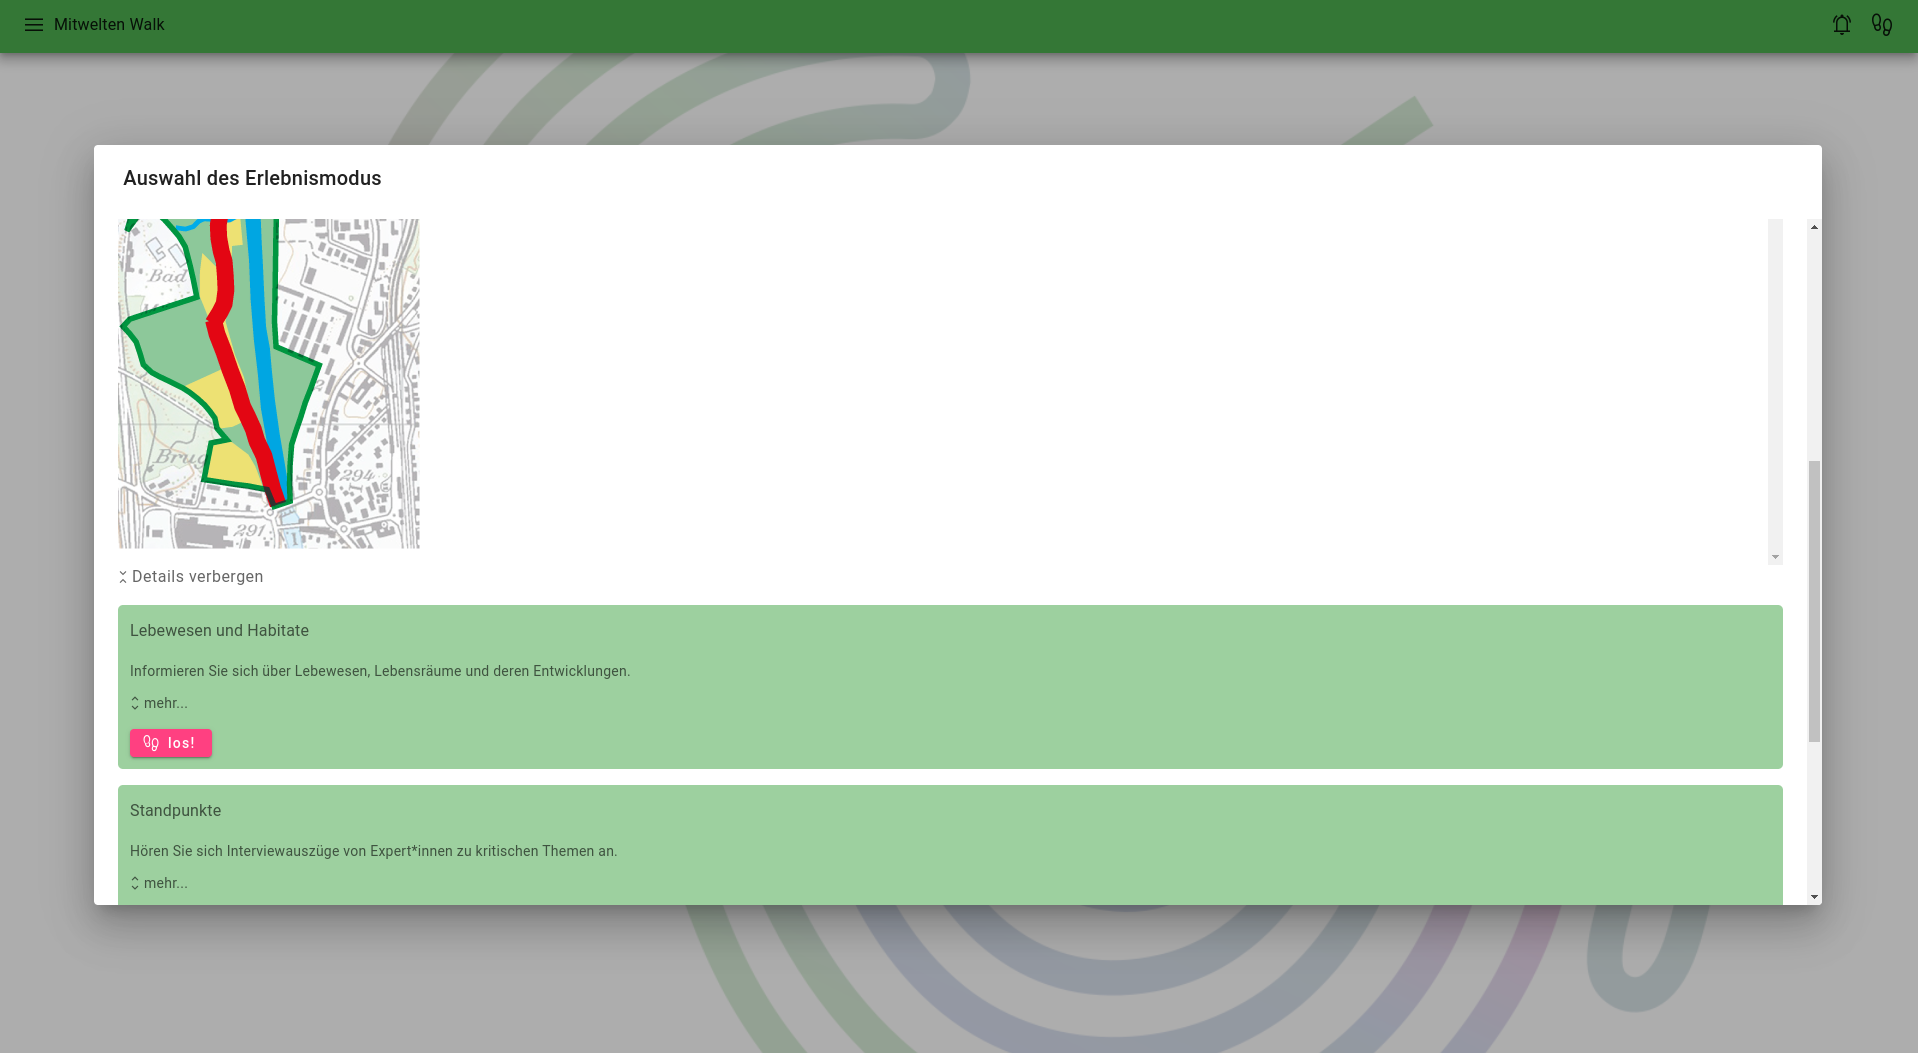 Mitwelten Walk
Auswahl des Erlebnismodus
Bad
Brug
2
294
291
Details verbergen
Lebewesen und Habitate
Informieren Sie sich über Lebewesen, Lebensräume und deren Entwicklungen.
mehr...
los!
Standpunkte
Hören Sie sich Interviewauszüge von Expert*innen zu kritischen Themen an.
mehr...